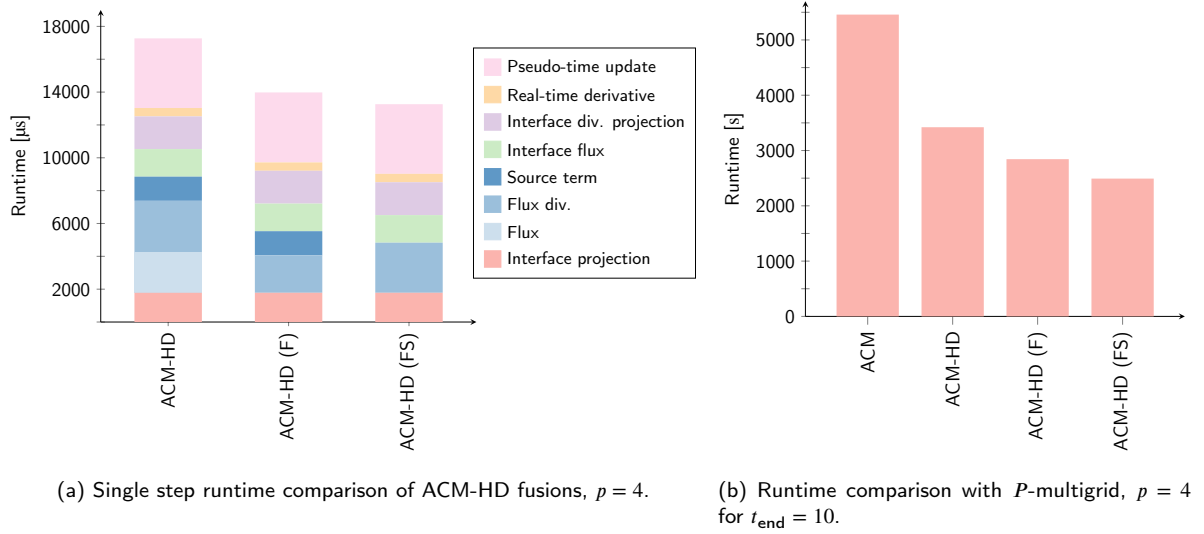 18000
14000
10000
6000
2000
Runtime [µs]
ACM-HD
ACM-HD (F)
ACM-HD (FS)
Pseudo-time update
Real-time derivative
Interface div. projection
Interface flux
Source term
Flux div.
Flux
Interface projection
(a) Single step runtime comparison of ACM-HD fusions, p = 4.
5000
4000
3000
2000
1000
0
Runtime [s]
ACM
ACM-HD
ACM-HD (F)
ACM-HD (FS)
(b) Runtime comparison with P-multigrid, p = 4
for tend = 10.